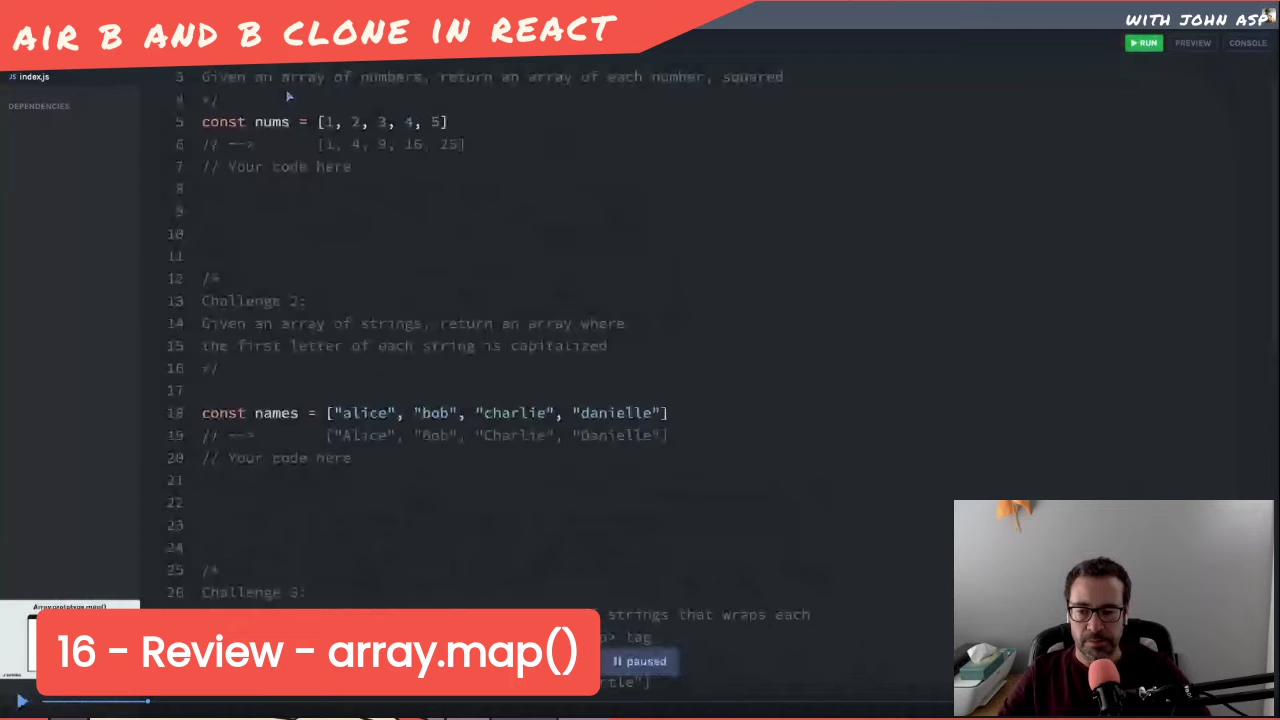 AIR B AND B CLONE IN REACT
WITH JOHN ASP
RUN
PREVIEW
CONSOLE
JS index.js
DEPENDENCIES
3 Given an array of numbers, return an array of each number, squared
4 */
5 const nums = [1, 2, 3, 4, 5]
6 // --> [1, 4, 9, 16, 25]
7 // Your code here
8
9
10
11
12 /*
13 Challenge 2:
14 Given an array of strings, return an array where
15 the first letter of each string is capitalized
16 */
17
18 const names = ["alice", "bob", "charlie", "danielle"]
19 // --> ["Alice", "Bob", "Charlie", "Danielle"]
20 // Your code here
21
22
23
24
25 /*
26 Challenge 3:
strings that wraps each
tag
Array.prototype.map()
16 - Review - array.map()
paused
rtle"]